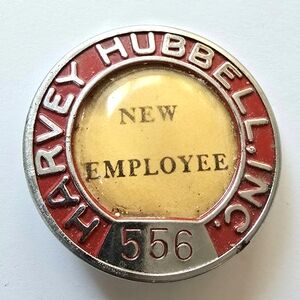 HARVEY HUBBELL, INC.
NEW
EMPLOYEE
556